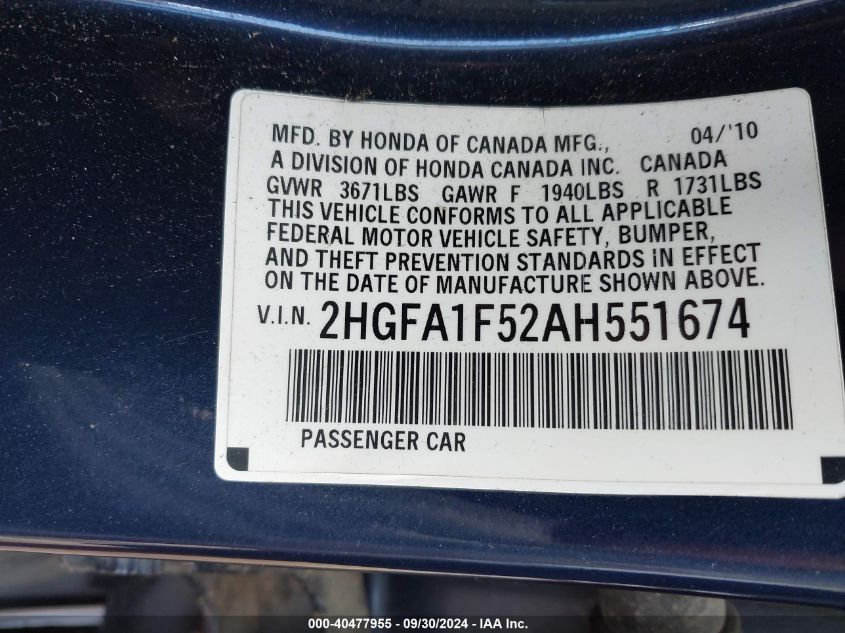 MFD. BY HONDA OF CANADA MFG., 04/'10
A DIVISION OF HONDA CANADA INC. CANADA
GVWR 3671LBS GAWR F 1940LBS R 1731LBS
THIS VEHICLE CONFORMS TO ALL APPLICABLE
FEDERAL MOTOR VEHICLE SAFETY, BUMPER,
AND THEFT PREVENTION STANDARDS IN EFFECT
ON THE DATE OF MANUFACTURE SHOWN ABOVE.
V.I.N. 2HGFA1F52AH551674
PASSENGER CAR
000-40477955 - 09/30/2024 - IAA Inc.